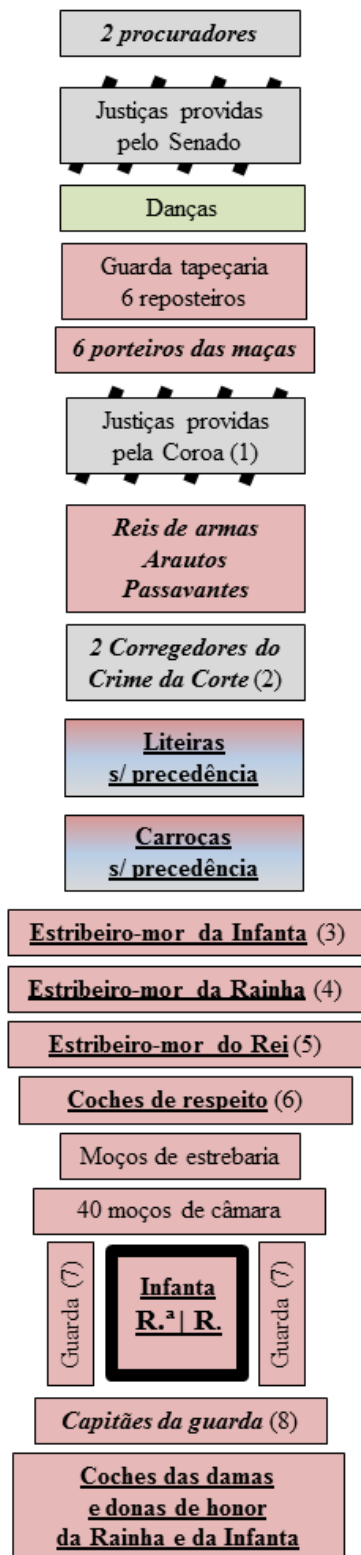 2 procuradores
Justiças providas
pelo Senado
Danças
Guarda tapeçaria
6 reposteiros
6 porteiros das maças
Justiças providas
pela Coroa (1)
Reis de armas
Arautos
Passavantes
2 Corregedores do
Crime da Corte (2)
Liteiras
s/ precedência
Carroças
s/ precedência
Estribeiro-mor da Infanta (3)
Estribeiro-mor da Rainha (4)
Estribeiro-mor do Rei (5)
Coches de respeito (6)
Moços de estrebaria
40 moços de câmara
Guarda (7)
Infanta
R.ª | R.
Guarda (7)
Capitães da guarda (8)
Coches das damas
e donas de honor
da Rainha e da Infanta